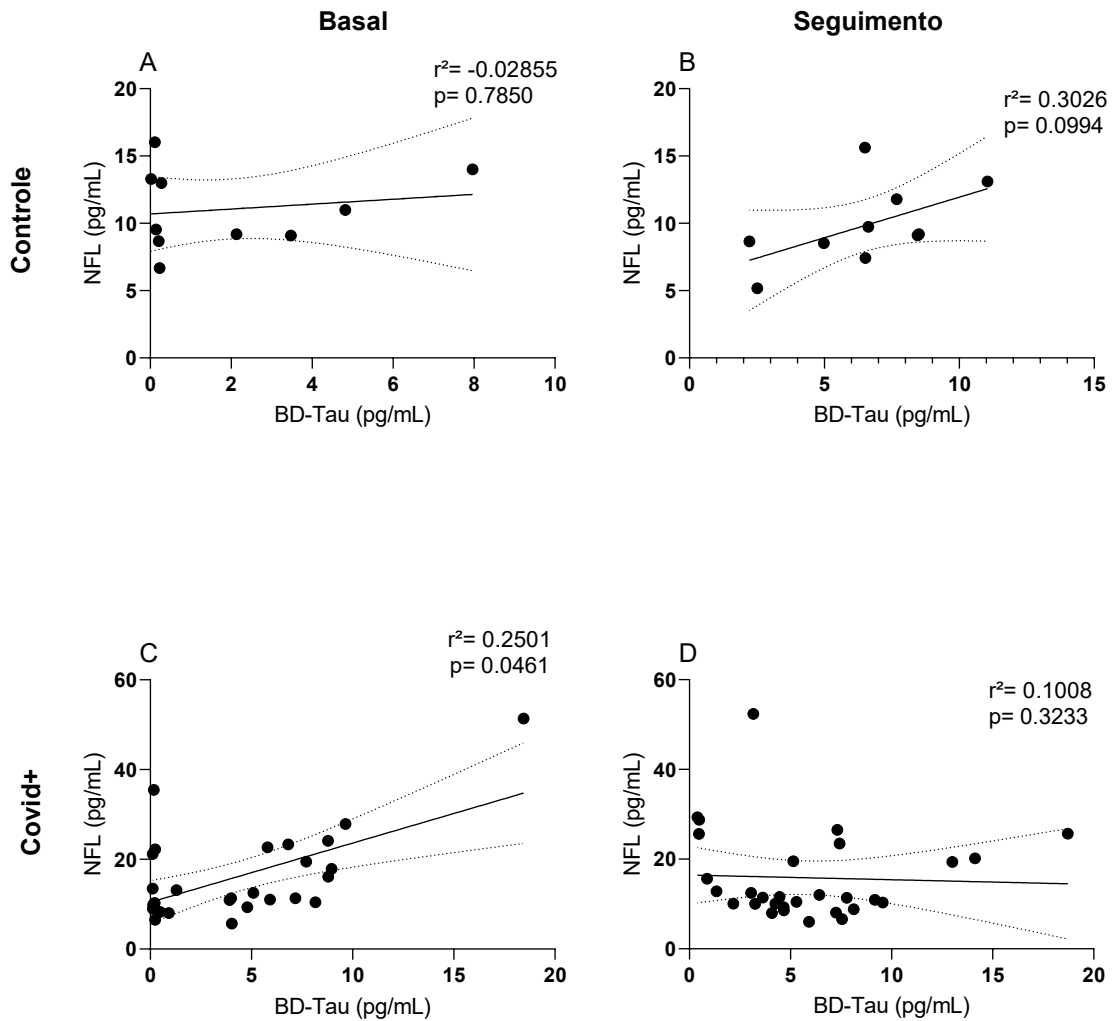 Basal
Seguimento
Controle
A
r²= -0.02855
p= 0.7850
20
15
10
5
0
NFL (pg/mL)
0 2 4 6 8 10
BD-Tau (pg/mL)
B
r²= 0.3026
p= 0.0994
20
15
10
5
0
NFL (pg/mL)
0 5 10 15
BD-Tau (pg/mL)
Covid+
C
r²= 0.2501
p= 0.0461
60
40
20
0
NFL (pg/mL)
0 5 10 15 20
BD-Tau (pg/mL)
D
r²= 0.1008
p= 0.3233
60
40
20
0
NFL (pg/mL)
0 5 10 15 20
BD-Tau (pg/mL)